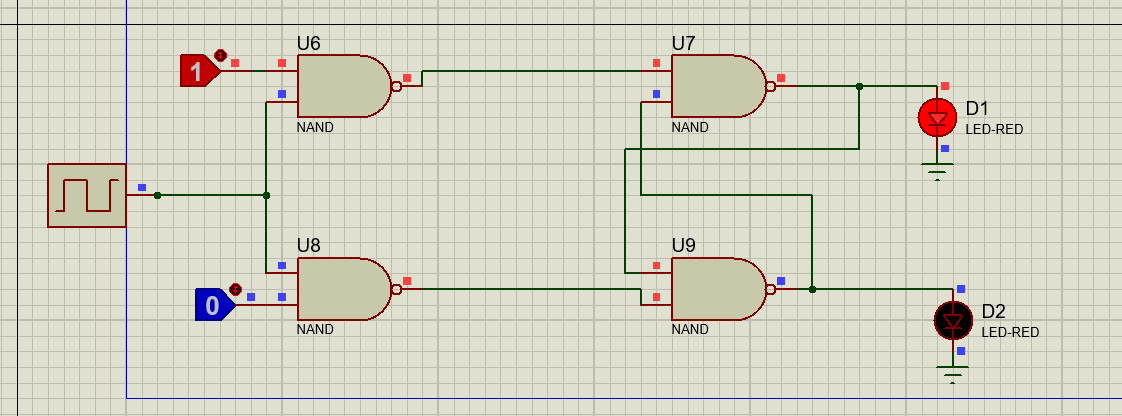 U6
1
NAND
U7
NAND
D1
LED-RED
U8
0
NAND
U9
NAND
D2
LED-RED